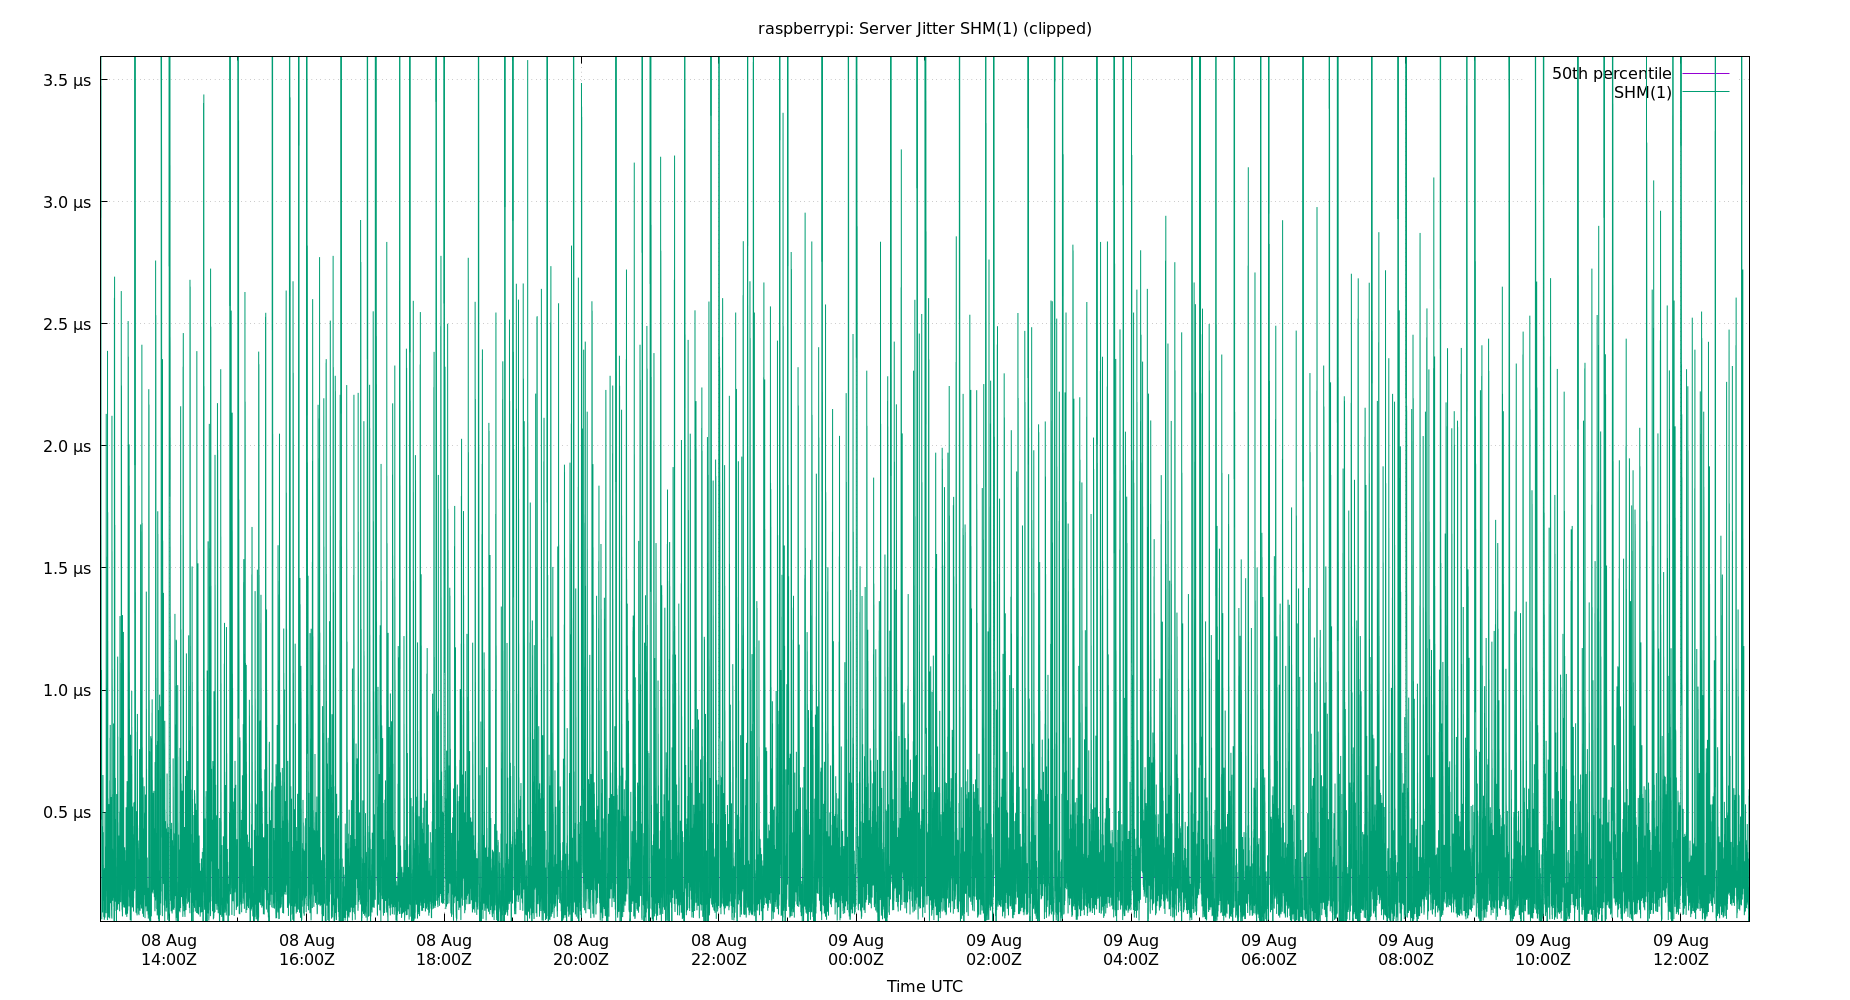 raspberrypi: Server Jitter SHM(1) (clipped)
50th percentile
SHM(1)
3.5 µs
3.0 µs
2.5 µs
2.0 µs
1.5 µs
1.0 µs
0.5 µs
08 Aug 08 Aug 08 Aug 08 Aug 08 Aug 09 Aug 09 Aug 09 Aug 09 Aug 09 Aug 09 Aug 09 Aug
14:00Z 16:00Z 18:00Z 20:00Z 22:00Z 00:00Z 02:00Z 04:00Z 06:00Z 08:00Z 10:00Z 12:00Z
Time UTC